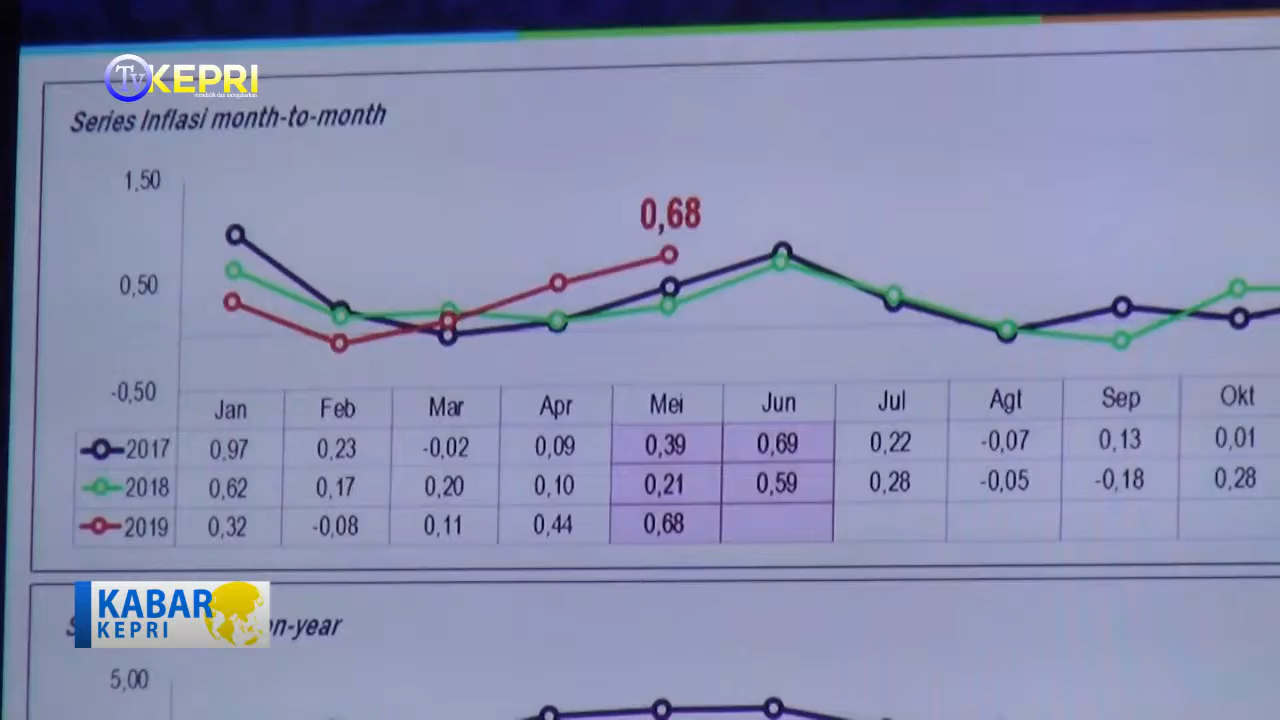 Tv KEPRI
Series Inflasi month-to-month
1,50
0,68
0,50
-0,50
Jan Feb Mar Apr Mei Jun Jul Agt Sep Okt
2017 0,97 0,23 -0,02 0,09 0,39 0,69 0,22 -0,07 0,13 0,01
2018 0,62 0,17 0,20 0,10 0,21 0,59 0,28 -0,05 -0,18 0,28
2019 0,32 -0,08 0,11 0,44 0,68
KABAR
KEPRI
on-year
5,00